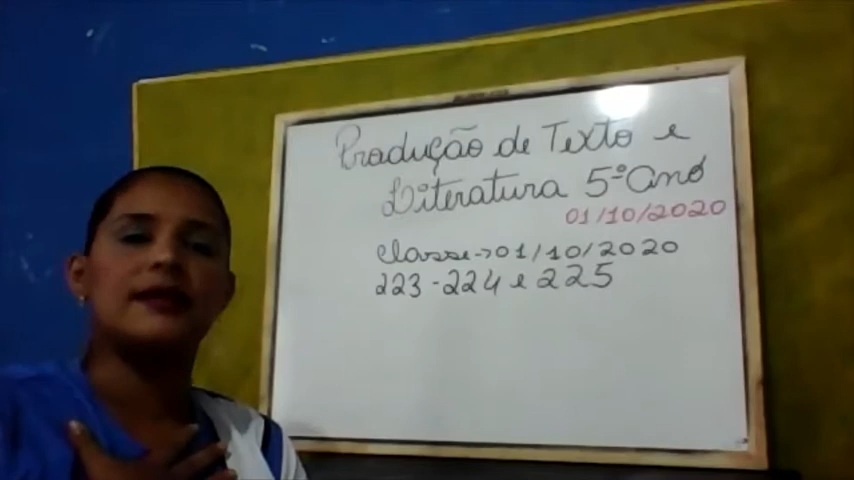 Produção de Texto e
Literatura 5º ano
01/10/2020
Classe -> 01/10/2020
223 - 224 e 225